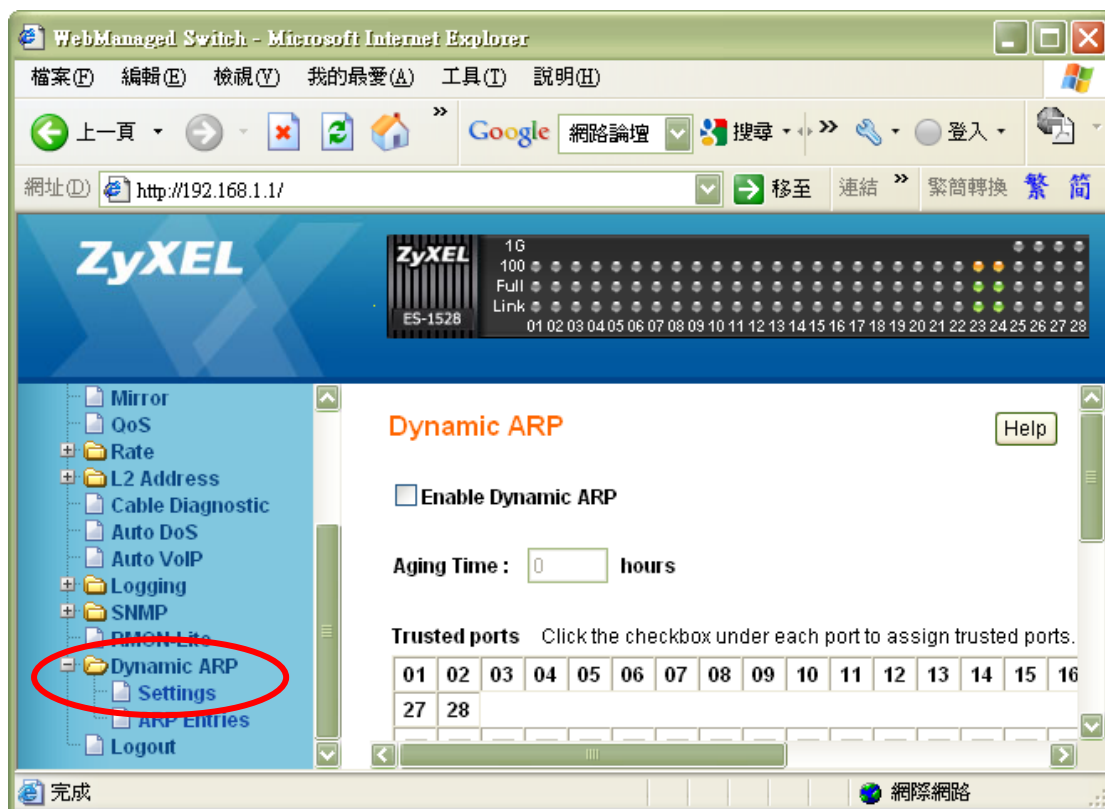 WebManaged Switch - Microsoft Internet Explorer
檔案(F) 編輯(E) 檢視(V) 我的最愛(A) 工具(T) 說明(H)
上一頁 » Google 網路論壇 搜尋 » 登入
網址(D) http://192.168.1.1/ 移至 連結 » 繁簡轉換 繁 简
ZyXEL
ZyXEL
ES-1528
1G
100
Full
Link
01 02 03 04 05 06 07 08 09 10 11 12 13 14 15 16 17 18 19 20 21 22 23 24 25 26 27 28
Mirror
QoS
Rate
L2 Address
Cable Diagnostic
Auto DoS
Auto VoIP
Logging
SNMP
RMON-Lite
Dynamic ARP
Settings
ARP Entries
Logout
Dynamic ARP
Help
Enable Dynamic ARP
Aging Time : 0 hours
Trusted ports Click the checkbox under each port to assign trusted ports.
01 02 03 04 05 06 07 08 09 10 11 12 13 14 15 16
27 28
完成 網際網路